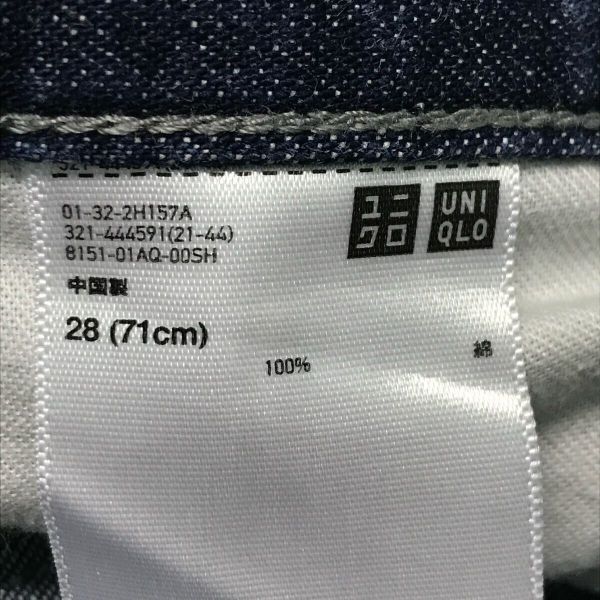 01-32-2H157A
321-444591(21-44)
8151-01AQ-00SH
中国製
28 (71cm)
ユニ
クロ
UNI
QLO
100%
綿